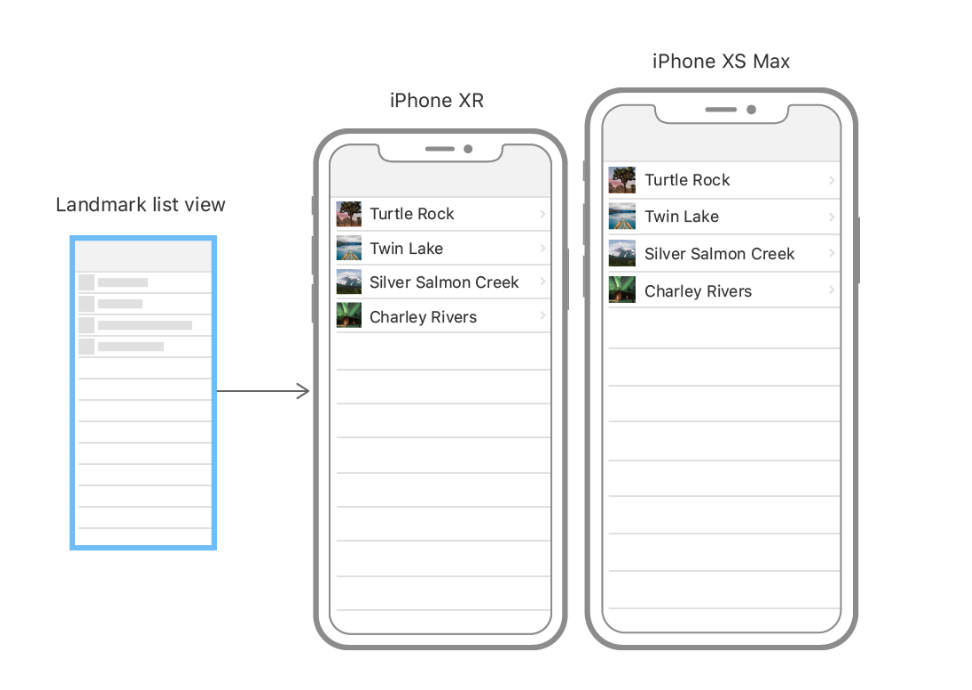 Landmark list view
iPhone XR
Turtle Rock
Twin Lake
Silver Salmon Creek
Charley Rivers
iPhone XS Max
Turtle Rock
Twin Lake
Silver Salmon Creek
Charley Rivers